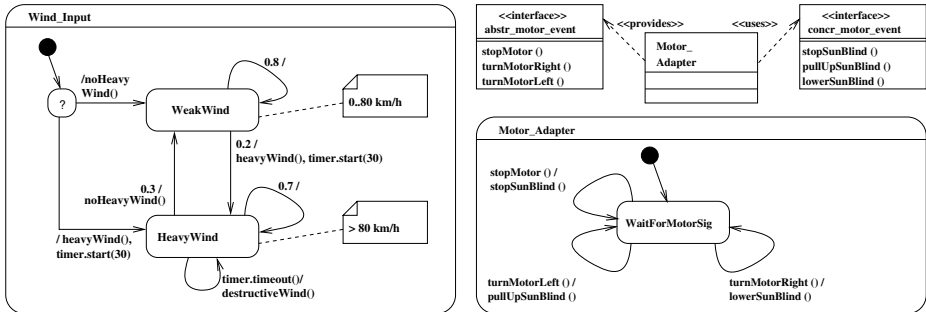 Wind_Input
/noHeavy
Wind()
?
0.8 /
WeakWind
0..80 km/h
0.2 /
heavyWind(), timer.start(30)
0.3 /
noHeavyWind()
0.7 /
/ heavyWind(),
timer.start(30)
HeavyWind
> 80 km/h
timer.timeout()/
destructiveWind()
<<interface>>
abstr_motor_event
stopMotor ()
turnMotorRight ()
turnMotorLeft ()
<<provides>>
<<uses>>
Motor_
Adapter
<<interface>>
concr_motor_event
stopSunBlind ()
pullUpSunBlind ()
lowerSunBlind ()
Motor_Adapter
stopMotor () /
stopSunBlind ()
WaitForMotorSig
turnMotorLeft () /
pullUpSunBlind ()
turnMotorRight () /
lowerSunBlind ()